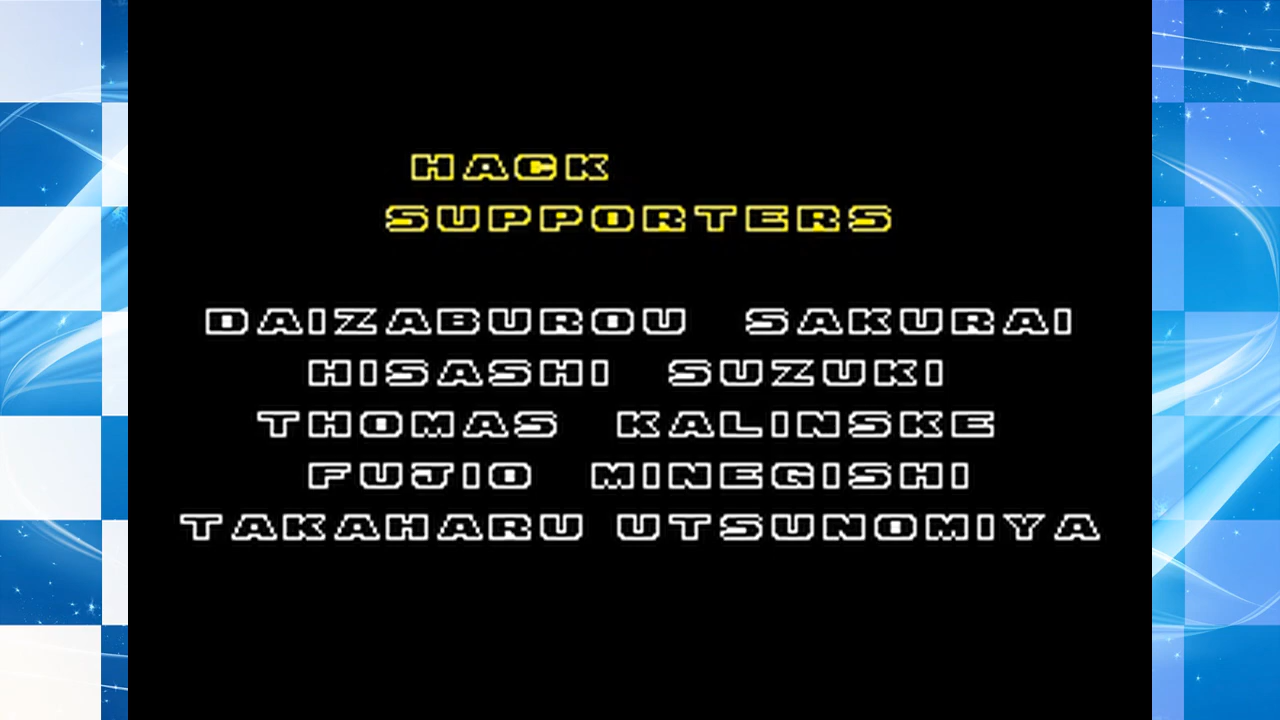 HACK
SUPPORTERS
DAIZABUROU SAKURAI
HISASHI SUZUKI
THOMAS KALINSKE
FUJIO MINEGISHI
TAKAHARU UTSUNOMIYA